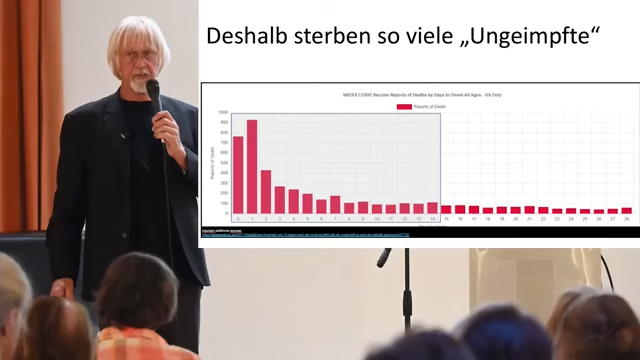 Deshalb sterben so viele „Ungeimpfte“
VAERS COVID Vaccine Reports of Deaths by Days to Onset-All Ages - US Only
Reports of Death
Reports of Death
1000
900
800
700
600
500
400
300
200
100
0
0 1 2 3 4 5 6 7 8 9 10 11 12 13 14 15 16 17 18 19 20 21 22 23 24 25 26 27 28